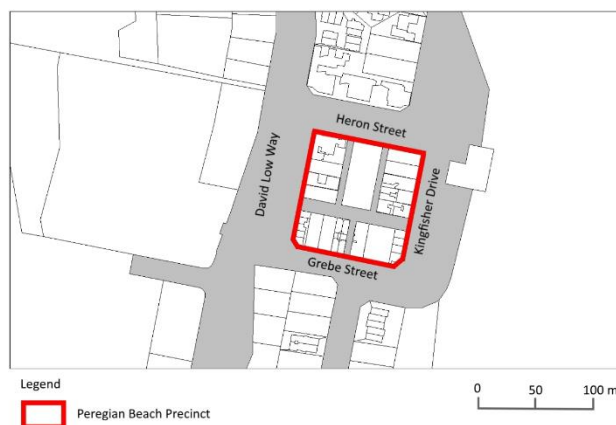 Heron Street
David Low Way
Kingfisher Drive
Grebe Street
Legend
Peregian Beach Precinct
0 50 100 m